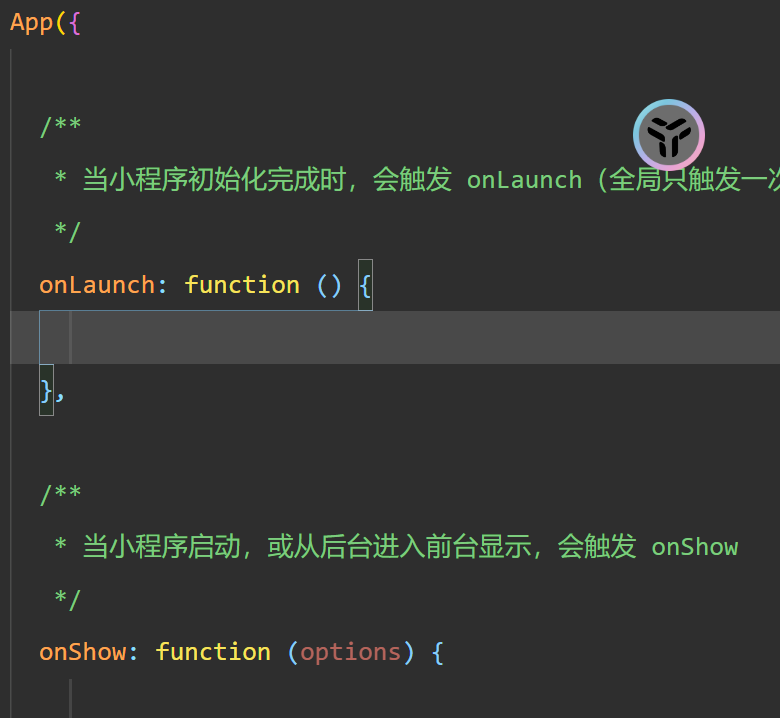 App({
/**
* 当小程序初始化完成时，会触发 onLaunch（全局只触发一次
*/
onLaunch: function () {
},
/**
* 当小程序启动，或从后台进入前台显示，会触发 onShow
*/
onShow: function (options) {